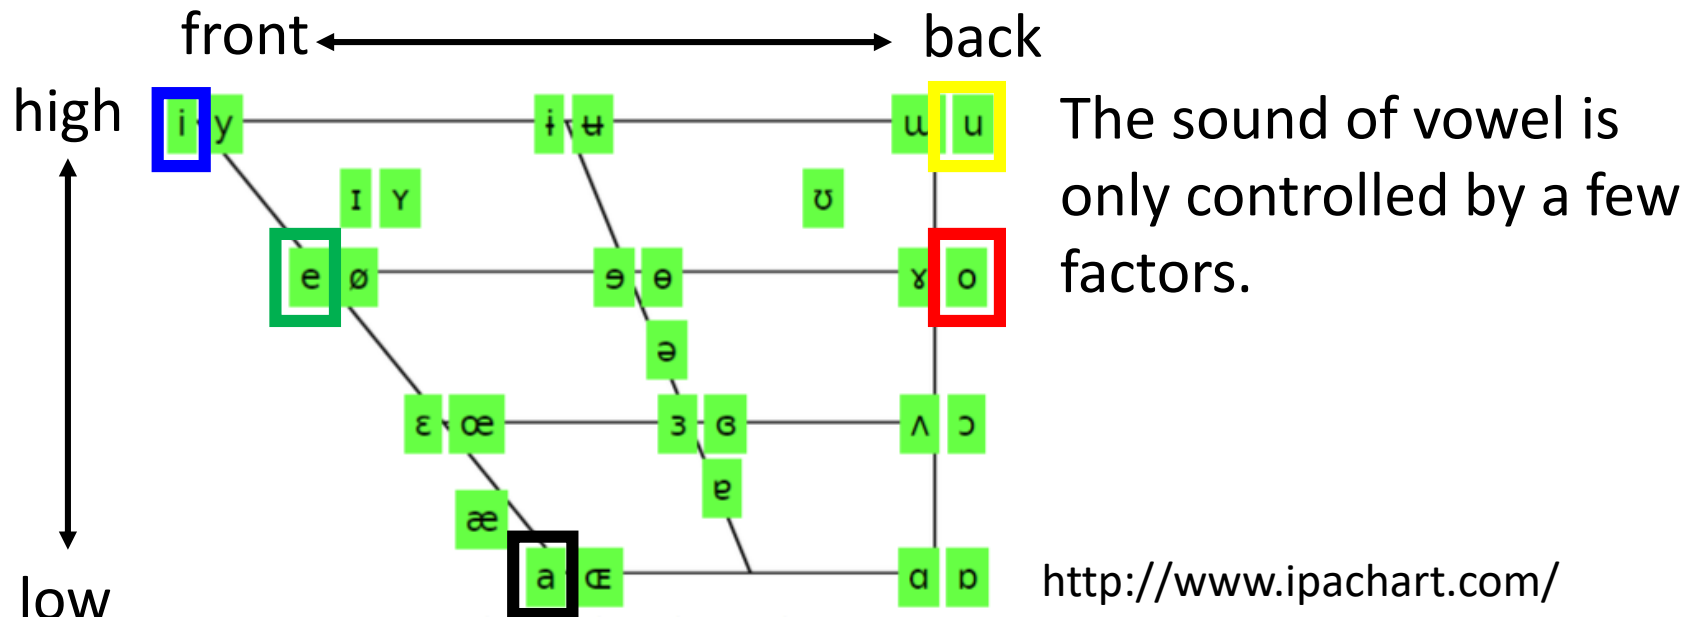 front back
high
i y ɨ ʉ ɯ u
The sound of vowel is
ɪ ʏ ʊ
only controlled by a few
e ø ɘ ɵ ɤ o
factors.
ə
ɛ œ ɜ ɞ ʌ ɔ
ɐ
æ
a ɶ ɑ ɒ
low
http://www.ipachart.com/